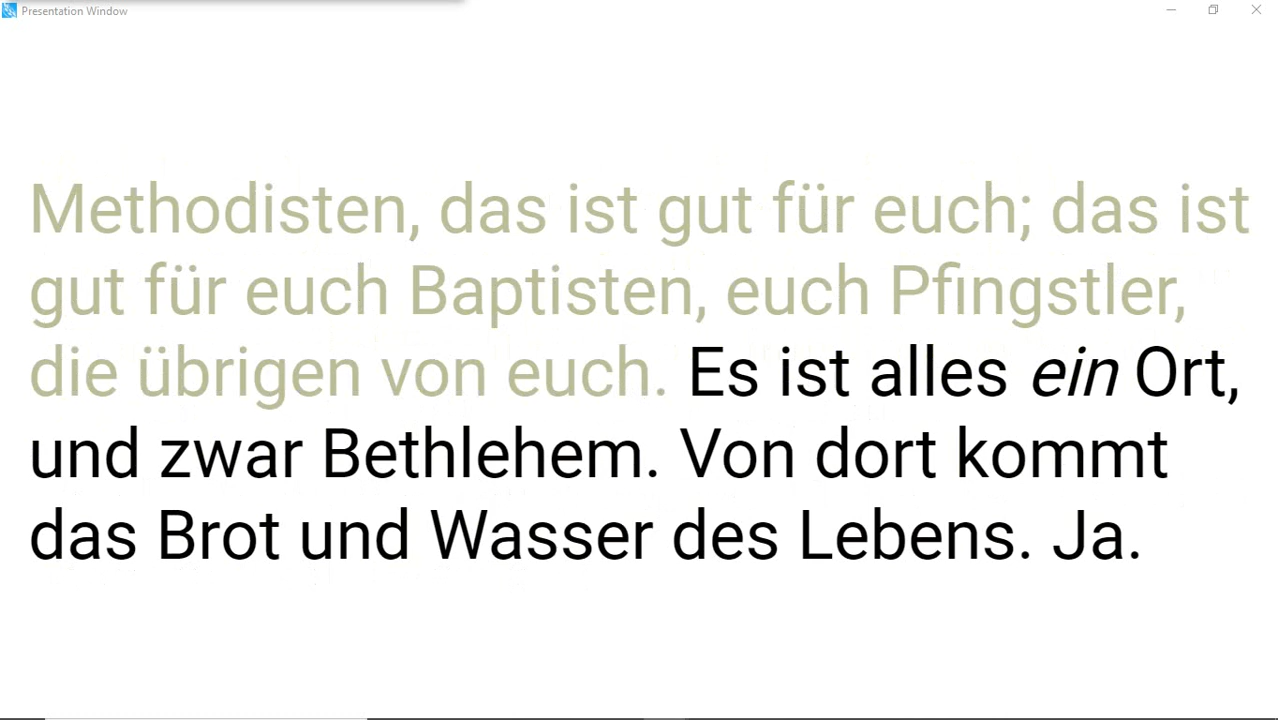 Presentation Window
Methodisten, das ist gut für euch; das ist
gut für euch Baptisten, euch Pfingstler,
die übrigen von euch. Es ist alles ein Ort,
und zwar Bethlehem. Von dort kommt
das Brot und Wasser des Lebens. Ja.